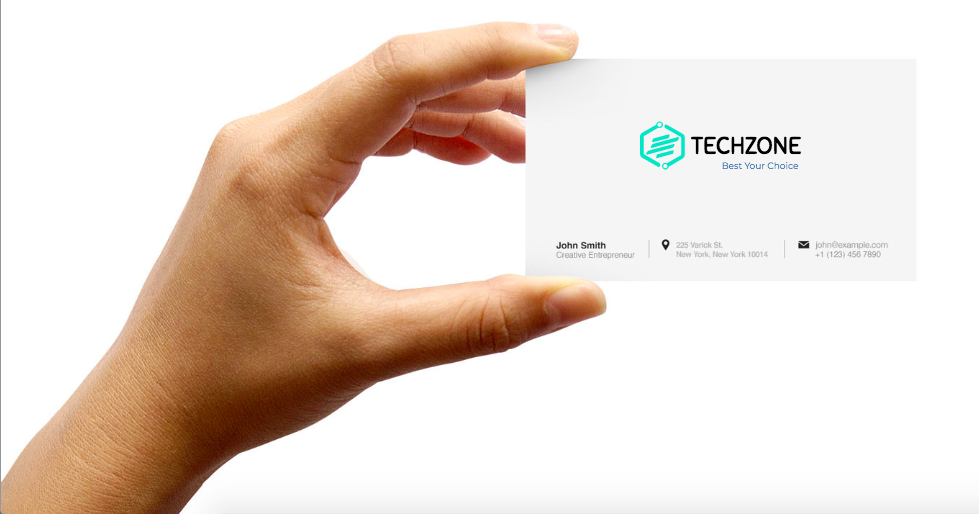 TECHZONE
Best Your Choice
John Smith
Creative Entrepreneur
225 Varick St.
New York, New York 10014
john@example.com
+1 (123) 456 7890